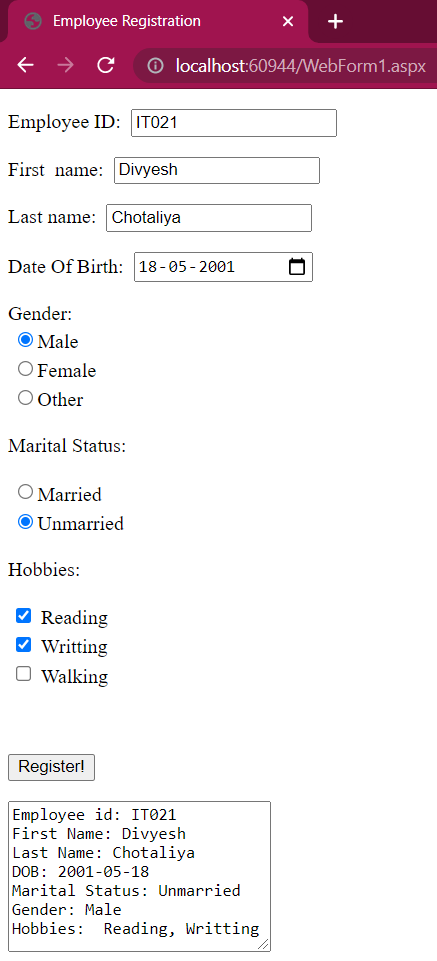 Employee Registration
localhost:60944/WebForm1.aspx
Employee ID: IT021
First name: Divyesh
Last name: Chotaliya
Date Of Birth: 18-05-2001
Gender:
Male
Female
Other
Marital Status:
Married
Unmarried
Hobbies:
Reading
Writting
Walking
Register!
Employee id: IT021
First Name: Divyesh
Last Name: Chotaliya
DOB: 2001-05-18
Marital Status: Unmarried
Gender: Male
Hobbies:  Reading, Writting